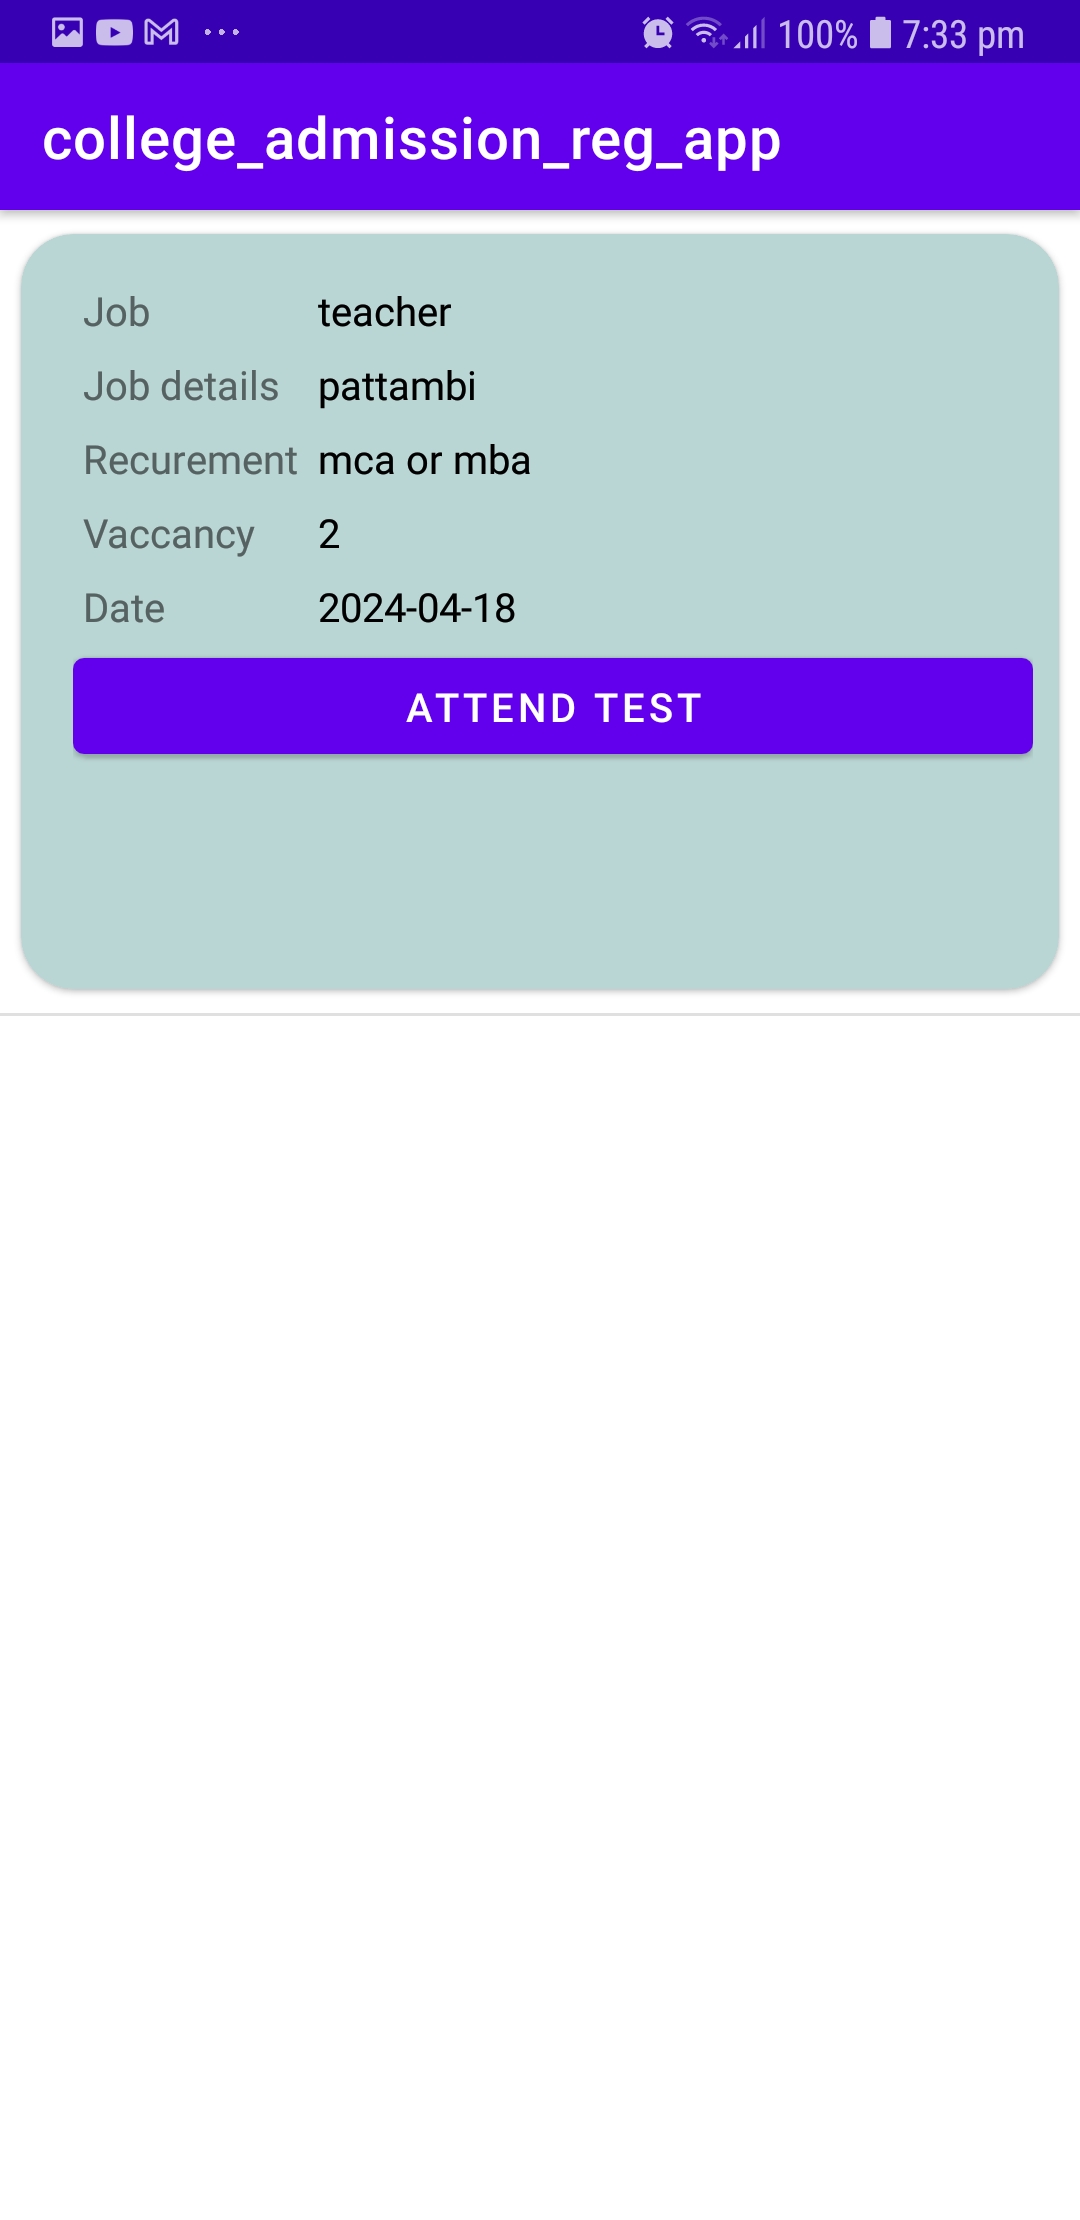 100% 7:33 pm
college_admission_reg_app
Job teacher
Job details pattambi
Recurement mca or mba
Vaccancy 2
Date 2024-04-18
ATTEND TEST